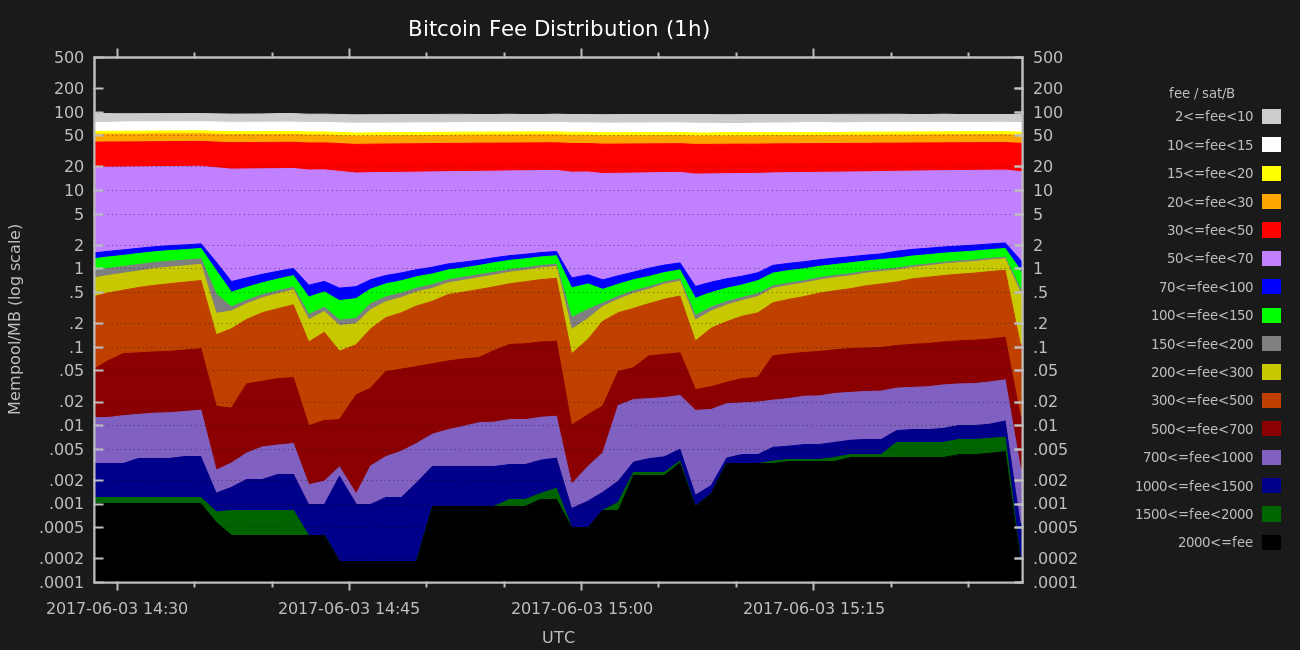 Bitcoin Fee Distribution (1h)
500 500
200 200
100 100
50 50
20 20
10 10
5 5
2 2
1 1
.5 .5
.2 .2
.1 .1
.05 .05
.02 .02
.01 .01
.005 .005
.002 .002
.001 .001
.0005 .0005
.0002 .0002
.0001 .0001
Mempool/MB (log scale)
2017-06-03 14:30 2017-06-03 14:45 2017-06-03 15:00 2017-06-03 15:15
UTC
fee / sat/B
2<=fee<10
10<=fee<15
15<=fee<20
20<=fee<30
30<=fee<50
50<=fee<70
70<=fee<100
100<=fee<150
150<=fee<200
200<=fee<300
300<=fee<500
500<=fee<700
700<=fee<1000
1000<=fee<1500
1500<=fee<2000
2000<=fee